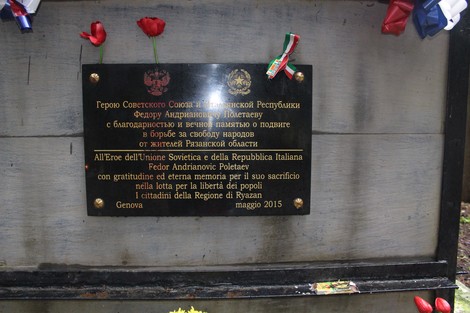 Герою Советского Союза и Итальянской Республики
Федору Андриановичу Полетаеву
с благодарностью и вечной памятью о подвиге
в борьбе за свободу народов
от жителей Рязанской области
All'Eroe dell'Unione Sovietica e della Repubblica Italiana
Fedor Andrianovic Poletaev
con gratitudine ed eterna memoria per il suo sacrificio
nella lotta per la libertá dei popoli
I cittadini della Regione di Ryazan
Genova maggio 2015